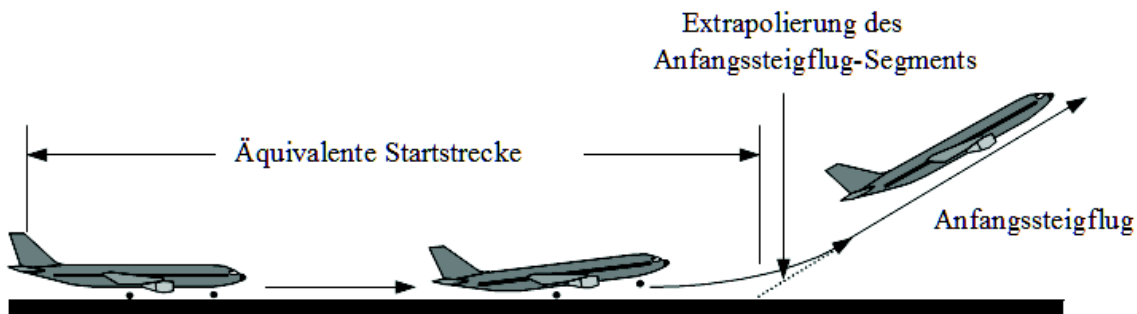 Extrapolierung des
Anfangssteigflug-Segments
Äquivalente Startstrecke
Anfangssteigflug